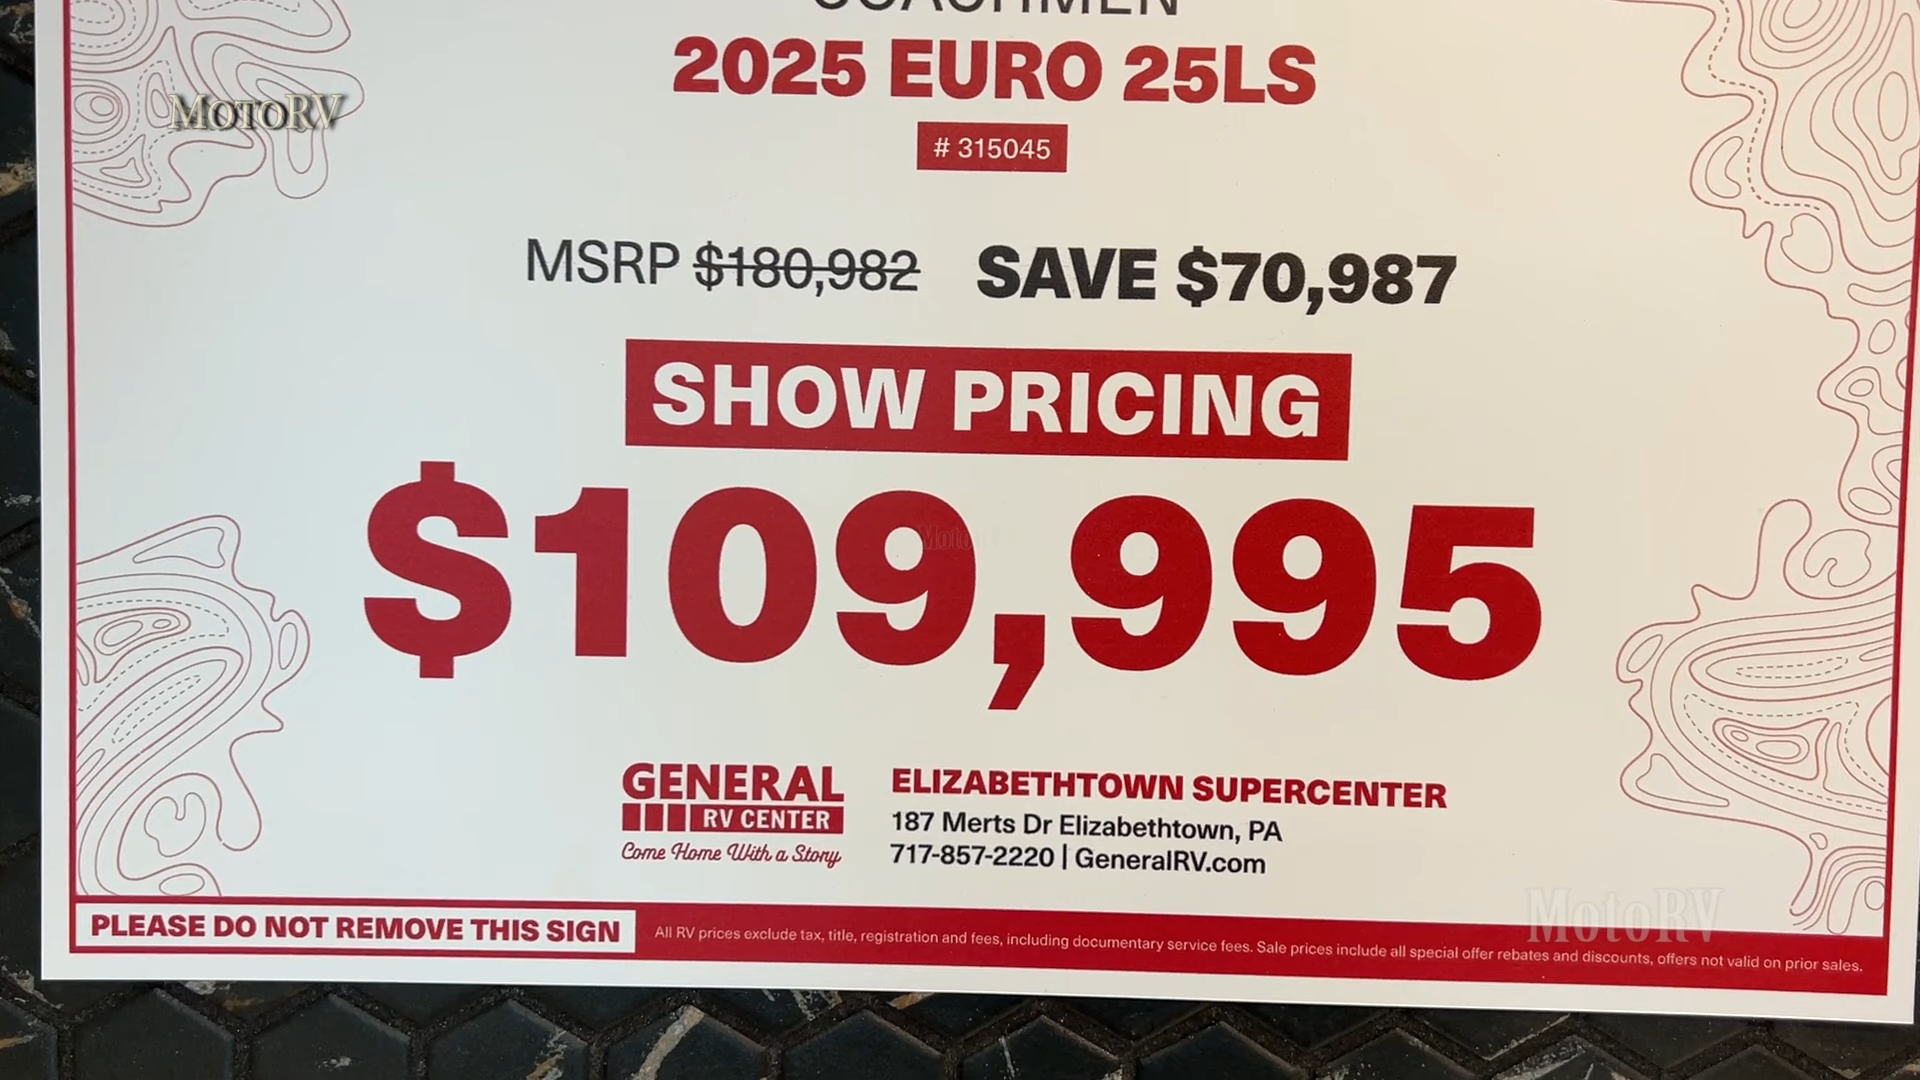 COACHMEN
2025 EURO 25LS
MotoRV
# 315045
MSRP $180,982 SAVE $70,987
SHOW PRICING
$109,995
GENERAL
RV CENTER
Come Home With a Story
ELIZABETHTOWN SUPERCENTER
187 Merts Dr Elizabethtown, PA
717-857-2220 | GeneralRV.com
MotoRV
PLEASE DO NOT REMOVE THIS SIGN
All RV prices exclude tax, title, registration and fees, including documentary service fees. Sale prices include all special offer rebates and discounts, offers not valid on prior sales.